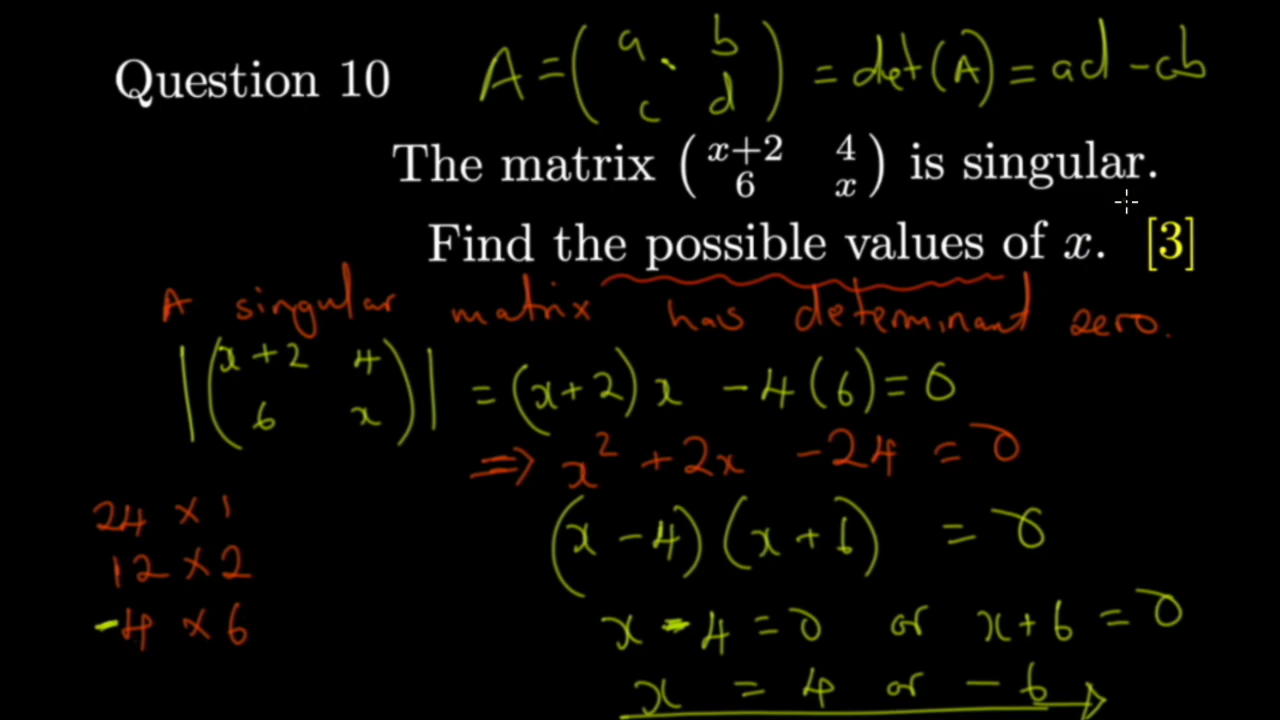 Question 10
A = ( a b
c d ) = det(A) = ad - cb
The matrix ( x+2 4
6 x ) is singular.
Find the possible values of x. [3]
A singular matrix has determinant zero.
|( x + 2 4
6 x )| = (x + 2) x - 4(6) = 0
⇒ x² + 2x - 24 = 0
24 × 1
(x - 4)(x + 6) = 0
12 × 2
-4 × 6
x - 4 = 0 or x + 6 = 0
x = 4 or - 6